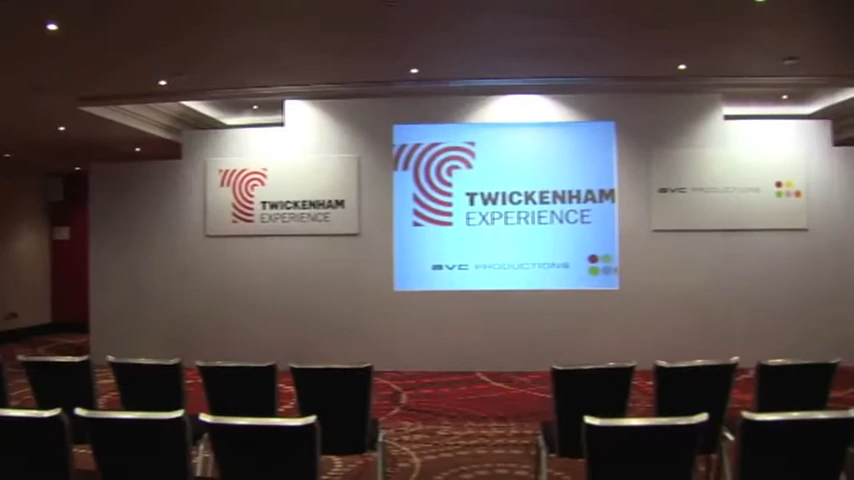 TWICKENHAM
EXPERIENCE
TWICKENHAM
EXPERIENCE
avc PRODUCTIONS
avc PRODUCTIONS